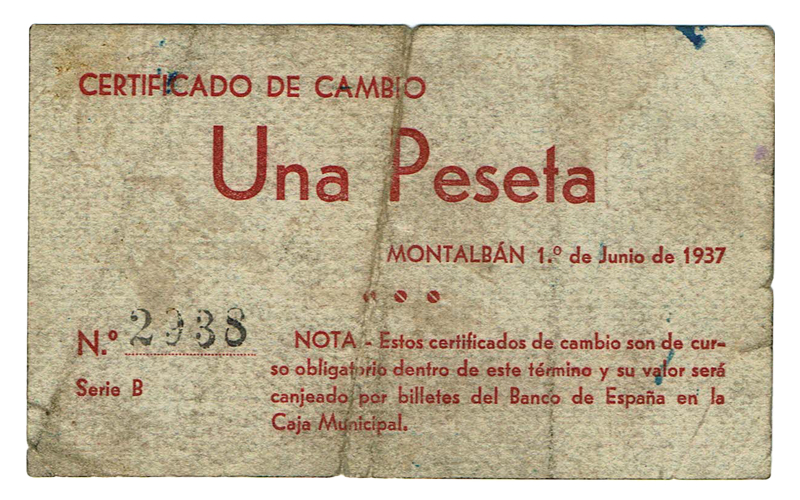 CERTIFICADO DE CAMBIO
Una Peseta
MONTALBÁN 1.º de Junio de 1937
N.º 2938
Serie B
NOTA - Estos certificados de cambio son de cur-
so obligatorio dentro de este término y su valor será
canjeado por billetes del Banco de España en la
Caja Municipal.